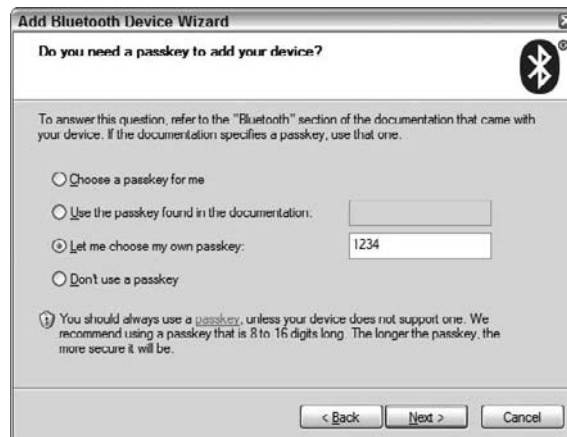 Add Bluetooth Device Wizard
Do you need a passkey to add your device?
®
To answer this question, refer to the "Bluetooth" section of the documentation that came with
your device. If the documentation specifies a passkey, use that one.
Choose a passkey for me
Use the passkey found in the documentation:
Let me choose my own passkey: 1234
Don't use a passkey
You should always use a passkey, unless your device does not support one. We
recommend using a passkey that is 8 to 16 digits long. The longer the passkey, the
more secure it will be.
< Back Next > Cancel